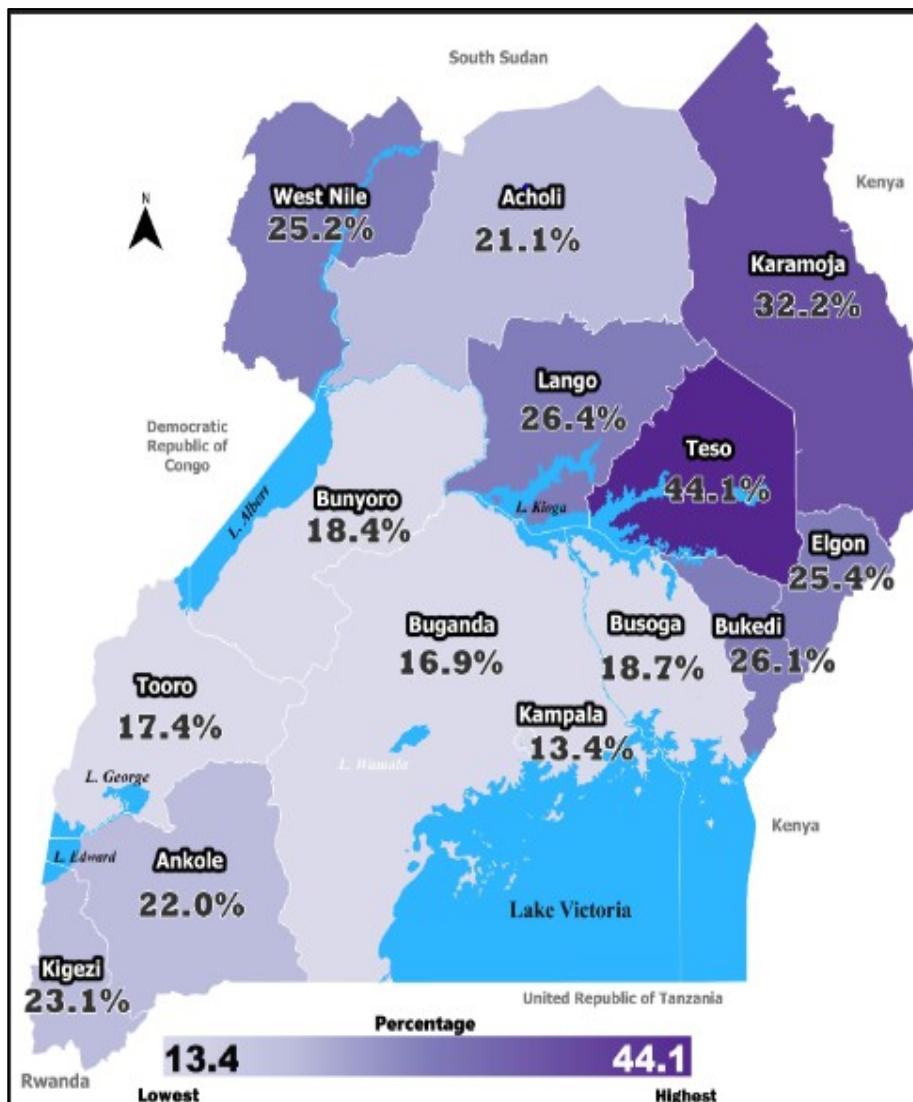 South Sudan
N
West Nile
25.2%
Acholi
21.1%
Kenya
Karamoja
32.2%
Lango
26.4%
Democratic
Republic of
Congo
Teso
44.1%
L. Albert
Bunyoro
18.4%
L. Kioga
Elgon
25.4%
Buganda
16.9%
Busoga
18.7%
Bukedi
26.1%
Tooro
17.4%
Kampala
13.4%
L. Wamala
L. George
Kenya
L. Edward
Ankole
22.0%
Lake Victoria
Kigezi
23.1%
United Republic of Tanzania
Percentage
13.4
44.1
Rwanda
Lowest
Highest